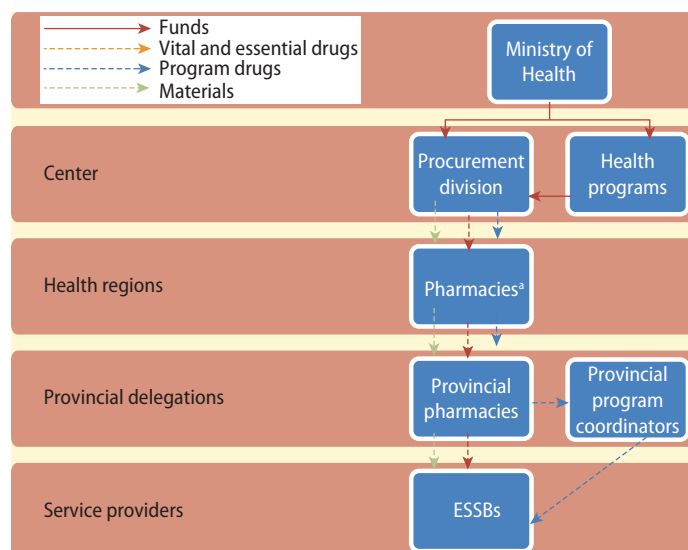 Funds
Vital and essential drugs
Program drugs
Materials
Ministry of
Health
Center
Procurement
division
Health
programs
Health regions
Pharmaciesᵃ
Provincial delegations
Provincial
pharmacies
Provincial
program
coordinators
Service providers
ESSBs